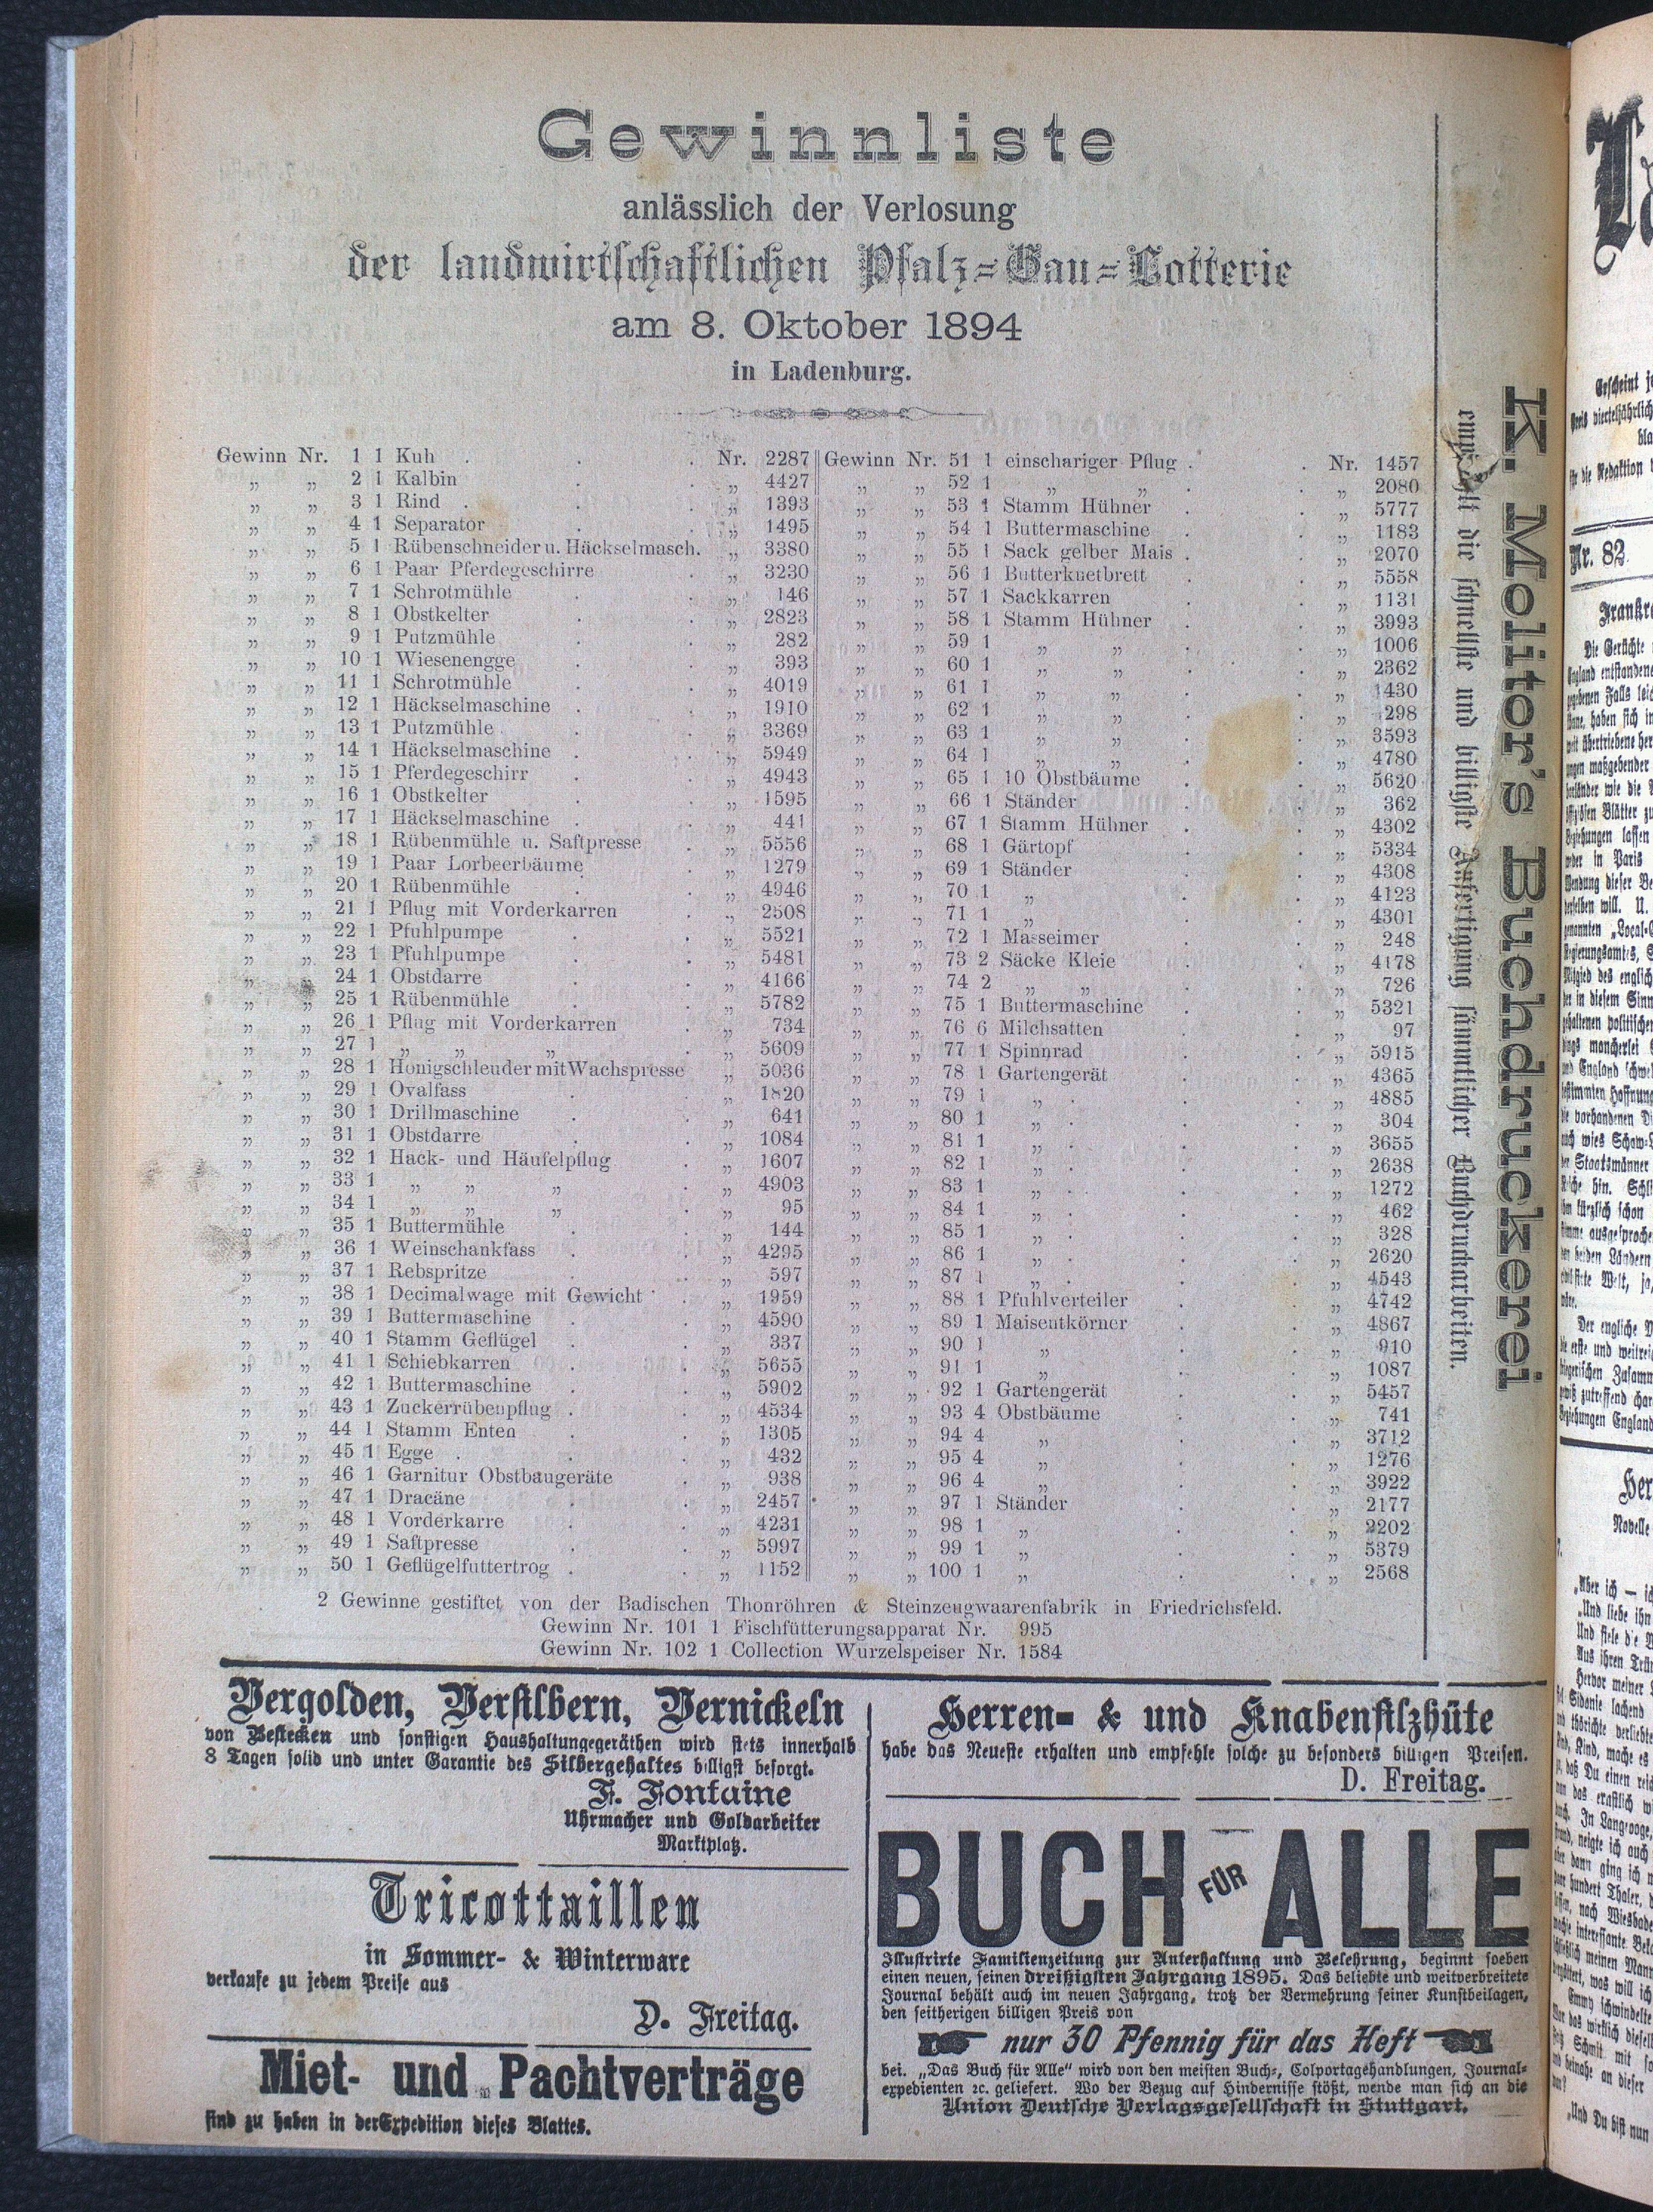 Gewinnliste
anlässlich der Verlosung
der landwirtschaftlichen Pfalz=Gau=Lotterie
am 8. Oktober 1894
in Ladenburg.
Gewinn Nr. 1 1 Kuh . . . Nr. 2287
„ „ 2 1 Kalbin . . „ 4427
„ „ 3 1 Rind . . . „ 1393
„ „ 4 1 Separator . . „ 1495
„ „ 5 1 Rübenschneider u. Häckselmasch. „ 3380
„ „ 6 1 Paar Pferdegeschirre . „ 3230
„ „ 7 1 Schrotmühle . . „ 146
„ „ 8 1 Obstkelter . . „ 2823
„ „ 9 1 Putzmühle . . „ 282
„ „ 10 1 Wiesenengge . . „ 393
„ „ 11 1 Schrotmühle . . „ 4019
„ „ 12 1 Häckselmaschine . . „ 1910
„ „ 13 1 Putzmühle . . „ 3369
„ „ 14 1 Häckselmaschine . . „ 5949
„ „ 15 1 Pferdegeschirr . . „ 4943
„ „ 16 1 Obstkelter . . „ 1595
„ „ 17 1 Häckselmaschine . . „ 441
„ „ 18 1 Rübenmühle u. Saftpresse . „ 5556
„ „ 19 1 Paar Lorbeerbäume . . „ 1279
„ „ 20 1 Rübenmühle . . „ 4946
„ „ 21 1 Pflug mit Vorderkarren . „ 2508
„ „ 22 1 Pfuhlpumpe . . „ 5521
„ „ 23 1 Pfuhlpumpe . . „ 5481
„ „ 24 1 Obstdarre . . „ 4166
„ „ 25 1 Rübenmühle . . „ 5782
„ „ 26 1 Pflug mit Vorderkarren . „ 734
„ „ 27 1 „ „ „ . „ 5609
„ „ 28 1 Honigschleuder mit Wachspresse „ 5036
„ „ 29 1 Ovalfass . . „ 1820
„ „ 30 1 Drillmaschine . . „ 641
„ „ 31 1 Obstdarre . . „ 1084
„ „ 32 1 Hack- und Häufelpflug . „ 1607
„ „ 33 1 „ „ „ . „ 4903
„ „ 34 1 „ „ „ . „ 95
„ „ 35 1 Buttermühle . . „ 144
„ „ 36 1 Weinschankfass . . „ 4295
„ „ 37 1 Rebspritze . . „ 597
„ „ 38 1 Decimalwage mit Gewicht . „ 1959
„ „ 39 1 Buttermaschine . . „ 4590
„ „ 40 1 Stamm Geflügel . . „ 337
„ „ 41 1 Schiebkarren . . „ 5655
„ „ 42 1 Buttermaschine . . „ 5902
„ „ 43 1 Zuckerrübenpflug . . „ 4534
„ „ 44 1 Stamm Enten . . „ 1305
„ „ 45 1 Egge . . . „ 432
„ „ 46 1 Garnitur Obstbaugeräte . „ 938
„ „ 47 1 Dracäne . . „ 2457
„ „ 48 1 Vorderkarre . . „ 4231
„ „ 49 1 Saftpresse . . „ 5997
„ „ 50 1 Geflügelfuttertrog . . „ 1152
Gewinn Nr. 51 1 einschariger Pflug . . Nr. 1457
„ „ 52 1 „ „ . . „ 2080
„ „ 53 1 Stamm Hühner . . „ 5777
„ „ 54 1 Buttermaschine . . „ 1183
„ „ 55 1 Sack gelber Mais . . „ 2070
„ „ 56 1 Butterknetbrett . . „ 5558
„ „ 57 1 Sackkarren . . „ 1131
„ „ 58 1 Stamm Hühner . . „ 3993
„ „ 59 1 „ „ . . „ 1006
„ „ 60 1 „ „ . . „ 2362
„ „ 61 1 „ „ . . „ 1430
„ „ 62 1 „ „ . . „ 298
„ „ 63 1 „ „ . . „ 3593
„ „ 64 1 „ „ . . „ 4780
„ „ 65 1 10 Obstbäume . . „ 5620
„ „ 66 1 Ständer . . „ 362
„ „ 67 1 Stamm Hühner . . „ 4302
„ „ 68 1 Gärtopf . . „ 5334
„ „ 69 1 Ständer . . „ 4308
„ „ 70 1 „ . . „ 4123
„ „ 71 1 „ . . „ 4301
„ „ 72 1 Masseimer . . „ 248
„ „ 73 2 Säcke Kleie . . „ 4178
„ „ 74 2 „ „ . . „ 726
„ „ 75 1 Buttermaschine . . „ 5321
„ „ 76 6 Milchsatten . . „ 97
„ „ 77 1 Spinnrad . . „ 5915
„ „ 78 1 Gartengerät . . „ 4365
„ „ 79 1 „ . . . „ 4885
„ „ 80 1 „ . . . „ 304
„ „ 81 1 „ . . . „ 3655
„ „ 82 1 „ . . . „ 2638
„ „ 83 1 „ . . . „ 1272
„ „ 84 1 „ . . . „ 462
„ „ 85 1 „ . . . „ 328
„ „ 86 1 „ . . . „ 2620
„ „ 87 1 „ . . . „ 4543
„ „ 88 1 Pfuhlverteiler . . „ 4742
„ „ 89 1 Maisentkörner . . „ 4867
„ „ 90 1 „ . . „ 910
„ „ 91 1 „ . . „ 1087
„ „ 92 1 Gartengerät . . „ 5457
„ „ 93 4 Obstbäume . . „ 741
„ „ 94 4 „ . . „ 3712
„ „ 95 4 „ . . „ 1276
„ „ 96 4 „ . . „ 3922
„ „ 97 1 Ständer . . „ 2177
„ „ 98 1 „ . . „ 2202
„ „ 99 1 „ . . „ 5379
„ „ 100 1 „ . . „ 2568
2 Gewinne gestiftet von der Badischen Thonröhren & Steinzeugwaarenfabrik in Friedrichsfeld.
Gewinn Nr. 101 1 Fischfütterungsapparat Nr. 995
Gewinn Nr. 102 1 Collection Wurzelspeiser Nr. 1584
K. Molitor's Buchdruckerei
die schnellste und billigste Anfertigung sämmtlicher Buchdruckarbeiten.
Vergolden, Versilbern, Vernickeln
von Bestecken und sonstigen Haushaltungegeräthen wird stets innerhalb
8 Tagen solid und unter Garantie des Silbergehaltes billigst besorgt.
F. Fontaine
Uhrmacher und Goldarbeiter
Marktplatz.
Tricottaillen
in Sommer- & Winterware
verkaufe zu jedem Preise aus
D. Freitag.
Miet- und Pachtverträge
sind zu haben in der Expedition dieses Blattes.
Herren- & und Knabenfilzhüte
habe das Neueste erhalten und empfehle solche zu besonders billigen Preisen.
D. Freitag.
BUCH FÜR ALLE
Illustrirte Familienzeitung zur Unterhaltung und Belehrung, beginnt soeben
einen neuen, seinen dreißigsten Jahrgang 1895. Das beliebte und weitverbreitete
Journal behält auch im neuen Jahrgang, trotz der Vermehrung seiner Kunstbeilagen,
den seitherigen billigen Preis von
nur 30 Pfennig für das Heft
bei. „Das Buch für Alle“ wird von den meisten Buch-, Colportagehandlungen, Journal-
expedienten ꝛc. geliefert. Wo der Bezug auf Hindernisse stößt, wende man sich an die
Union Deutsche Verlagsgesellschaft in Stuttgart.
Erscheint
Nr. 82